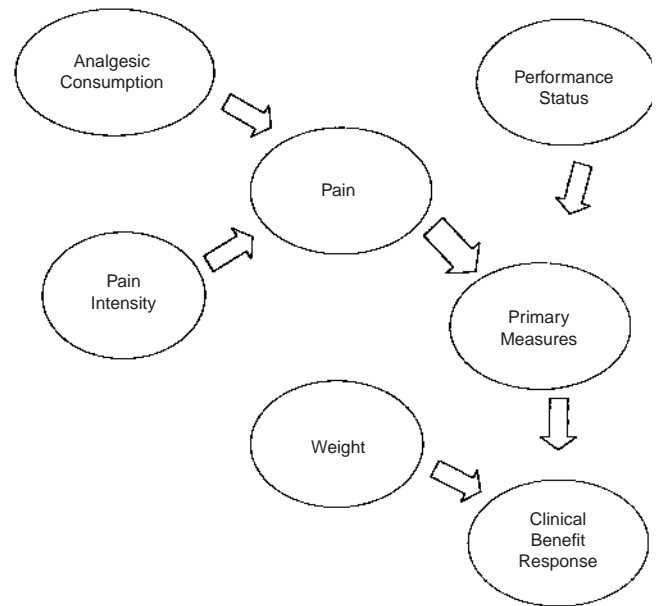 Analgesic
Consumption
Performance
Status
Pain
Pain
Intensity
Primary
Measures
Weight
Clinical
Benefit
Response